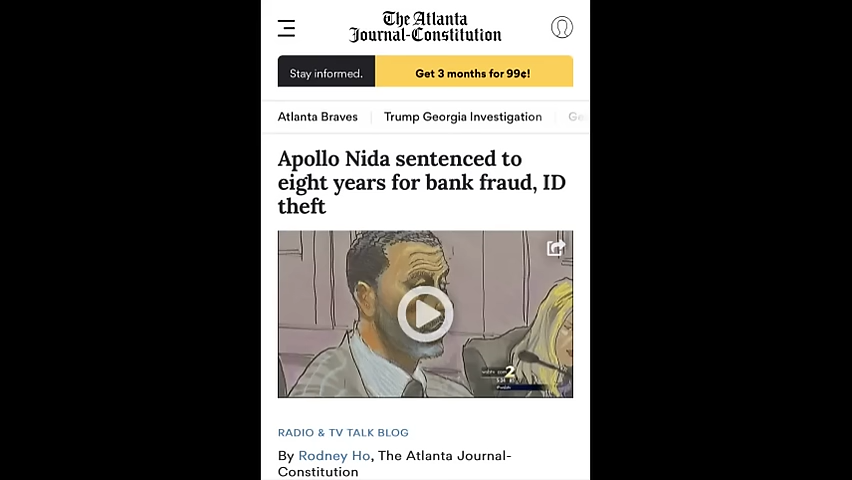 The Atlanta
Journal-Constitution
Stay informed.
Get 3 months for 99¢!
Atlanta Braves
Trump Georgia Investigation
Ge
Apollo Nida sentenced to
eight years for bank fraud, ID
theft
2
RADIO & TV TALK BLOG
By Rodney Ho, The Atlanta Journal-
Constitution